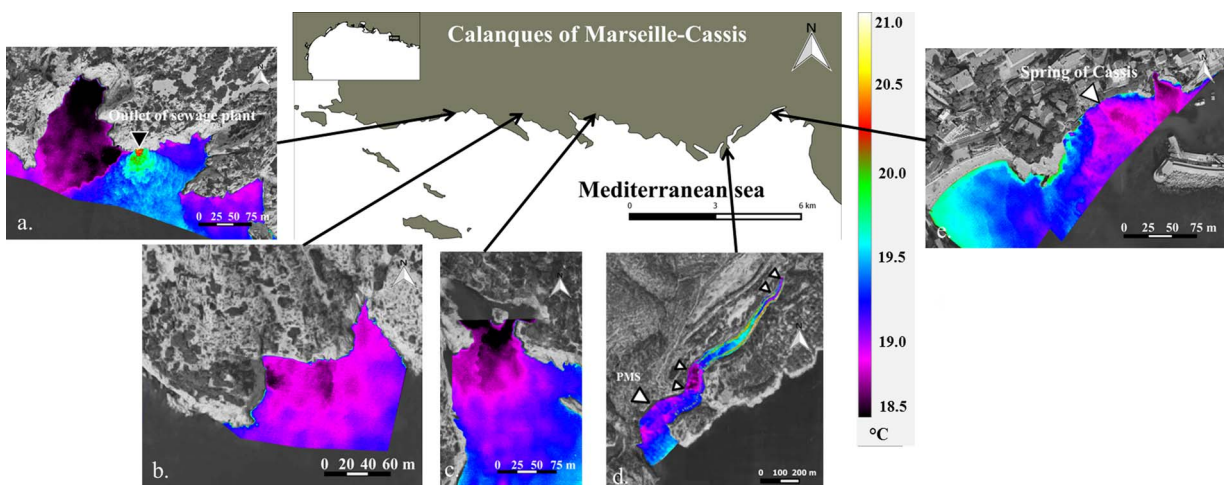 Calanques of Marseille-Cassis
N
Mediterranean sea
0 3 6 km
21.0
20.5
20.0
19.5
19.0
18.5
°C
N
Outlet of sewage plant
0 25 50 75 m
a.
N
0 20 40 60 m
b.
N
0 25 50 75 m
c
N
PMS
0 100 200 m
d.
N
Spring of Cassis
0 25 50 75 m
e.